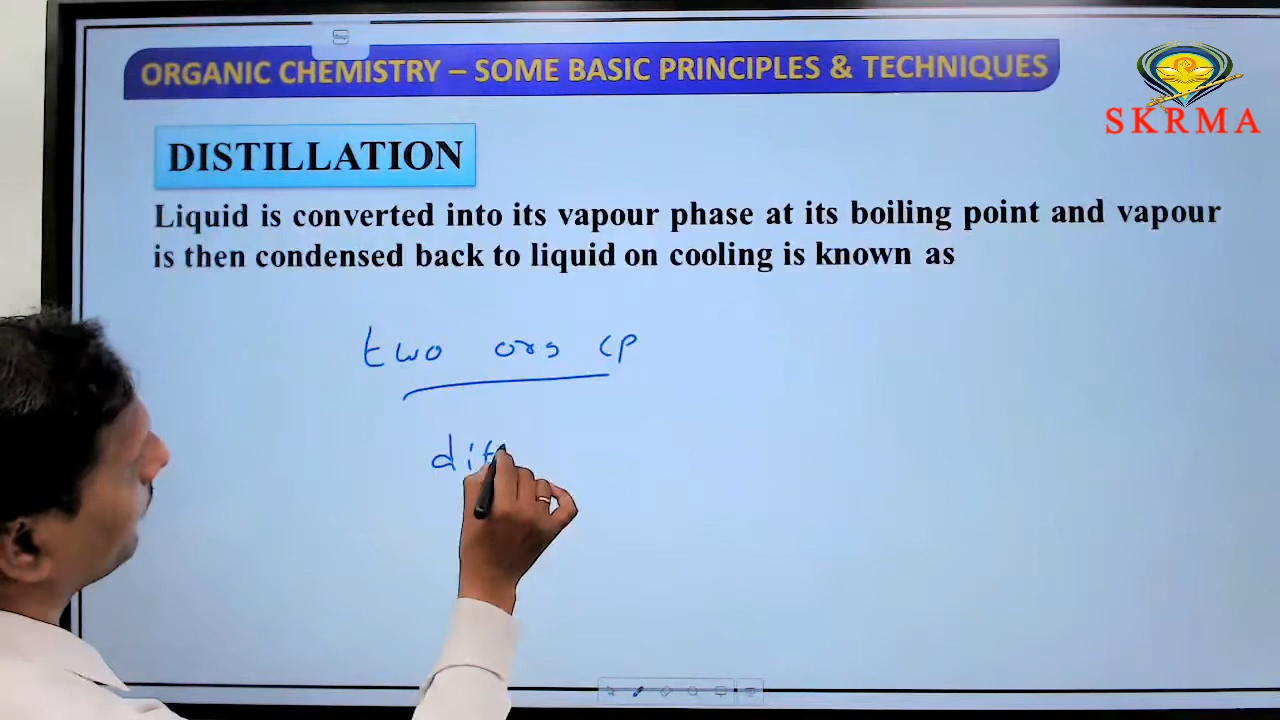 ORGANIC CHEMISTRY – SOME BASIC PRINCIPLES & TECHNIQUES
SKRMA
DISTILLATION
Liquid is converted into its vapour phase at its boiling point and vapour
is then condensed back to liquid on cooling is known as
two org cp
dif